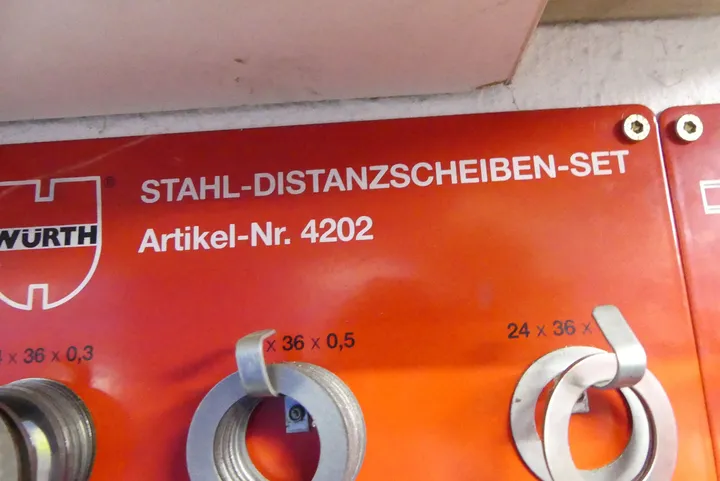 STAHL-DISTANZSCHEIBEN-SET
WÜRTH
®
Artikel-Nr. 4202
x 36 x 0,3
x 36 x 0,5
24 x 36 x